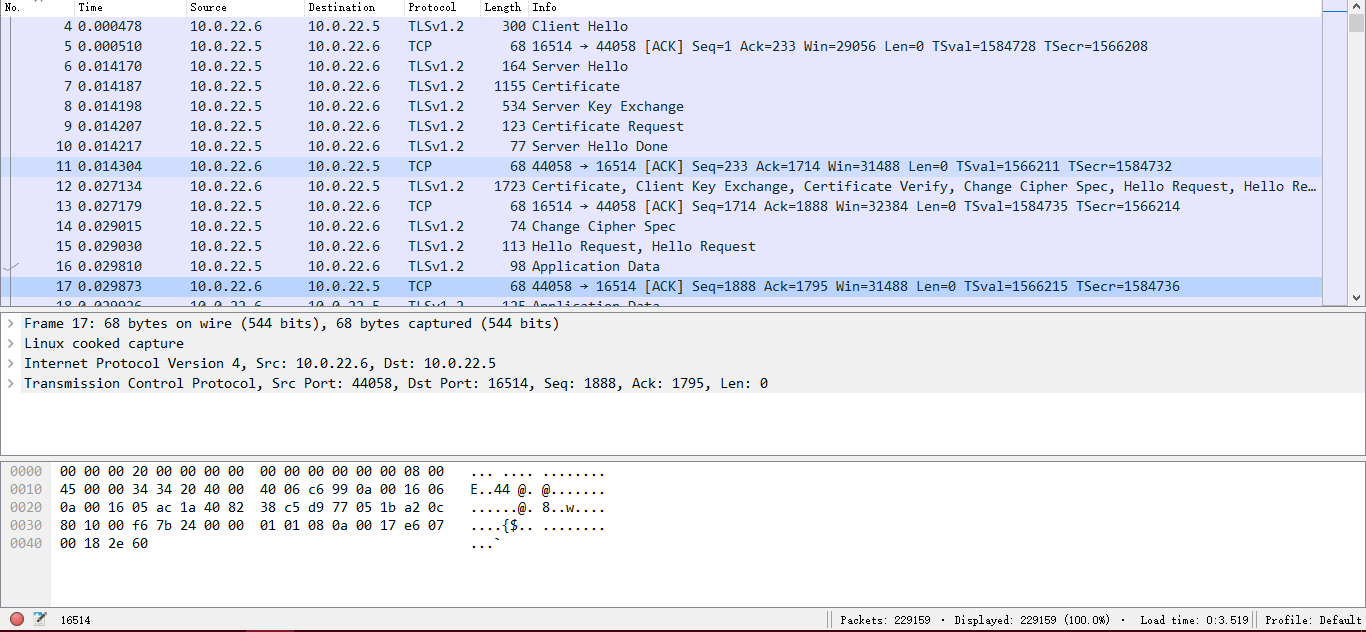 No. Time Source Destination Protocol Length Info
4 0.000478 10.0.22.6 10.0.22.5 TLSv1.2 300 Client Hello
5 0.000510 10.0.22.5 10.0.22.6 TCP 68 16514 → 44058 [ACK] Seq=1 Ack=233 Win=29056 Len=0 TSval=1584728 TSecr=1566208
6 0.014170 10.0.22.5 10.0.22.6 TLSv1.2 164 Server Hello
7 0.014187 10.0.22.5 10.0.22.6 TLSv1.2 1155 Certificate
8 0.014198 10.0.22.5 10.0.22.6 TLSv1.2 534 Server Key Exchange
9 0.014207 10.0.22.5 10.0.22.6 TLSv1.2 123 Certificate Request
10 0.014217 10.0.22.5 10.0.22.6 TLSv1.2 77 Server Hello Done
11 0.014304 10.0.22.6 10.0.22.5 TCP 68 44058 → 16514 [ACK] Seq=233 Ack=1714 Win=31488 Len=0 TSval=1566211 TSecr=1584732
12 0.027134 10.0.22.6 10.0.22.5 TLSv1.2 1723 Certificate, Client Key Exchange, Certificate Verify, Change Cipher Spec, Hello Request, Hello Re…
13 0.027179 10.0.22.5 10.0.22.6 TCP 68 16514 → 44058 [ACK] Seq=1714 Ack=1888 Win=32384 Len=0 TSval=1584735 TSecr=1566214
14 0.029015 10.0.22.5 10.0.22.6 TLSv1.2 74 Change Cipher Spec
15 0.029030 10.0.22.5 10.0.22.6 TLSv1.2 113 Hello Request, Hello Request
16 0.029810 10.0.22.5 10.0.22.6 TLSv1.2 98 Application Data
17 0.029873 10.0.22.6 10.0.22.5 TCP 68 44058 → 16514 [ACK] Seq=1888 Ack=1795 Win=31488 Len=0 TSval=1566215 TSecr=1584736
18 0.029926 10.0.22.6 10.0.22.5 TLSv1.2 125 Application Data
Frame 17: 68 bytes on wire (544 bits), 68 bytes captured (544 bits)
Linux cooked capture
Internet Protocol Version 4, Src: 10.0.22.6, Dst: 10.0.22.5
Transmission Control Protocol, Src Port: 44058, Dst Port: 16514, Seq: 1888, Ack: 1795, Len: 0
0000 00 00 00 20 00 00 00 00 00 00 00 00 00 00 08 00 ... .... ........
0010 45 00 00 34 34 20 40 00 40 06 c6 99 0a 00 16 06 E..44 @. @.......
0020 0a 00 16 05 ac 1a 40 82 38 c5 d9 77 05 1b a2 0c ......@. 8..w....
0030 80 10 00 f6 7b 24 00 00 01 01 08 0a 00 17 e6 07 ....{$.. ........
0040 00 18 2e 60 ...`
16514 Packets: 229159 · Displayed: 229159 (100.0%) · Load time: 0:3.519 Profile: Default